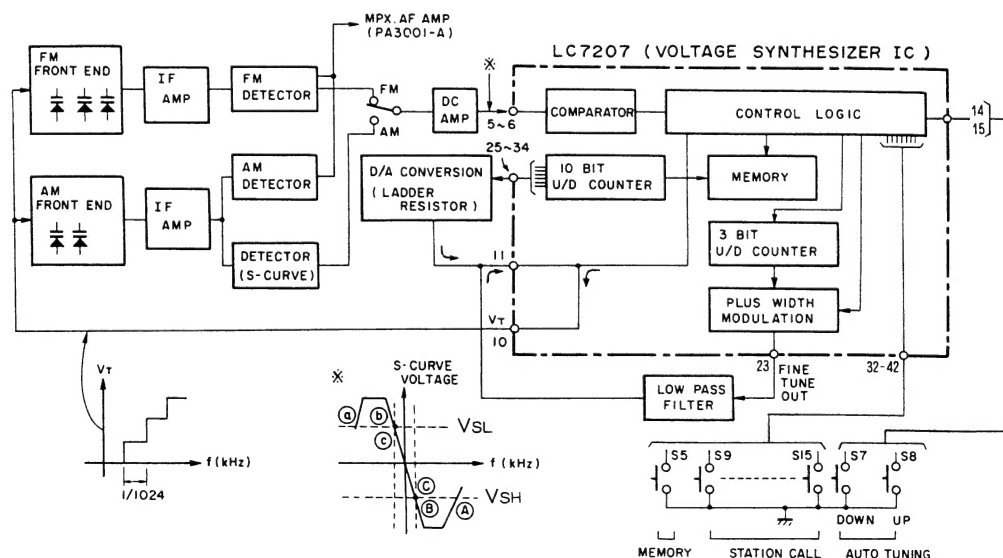 MPX. AF AMP
(PA3001-A)
LC7207 (VOLTAGE SYNTHESIZER IC)
FM
FRONT END
IF
AMP
FM
DETECTOR
FM
AM
DC
AMP
※
5~6
COMPARATOR
CONTROL LOGIC
14
15
25~34
AM
DETECTOR
D/A CONVERSION
(LADDER
RESISTOR)
10 BIT
U/D COUNTER
MEMORY
AM
FRONT END
IF
AMP
DETECTOR
(S-CURVE)
3 BIT
U/D COUNTER
11
PLUS WIDTH
MODULATION
VT
10
23
FINE
TUNE
OUT
32-42
LOW PASS
FILTER
VT
f(kHz)
1/1024
※
S-CURVE
VOLTAGE
ⓐ
ⓑ
VSL
ⓒ
f(kHz)
Ⓒ
VSH
Ⓑ
Ⓐ
S5
S9
S15
S7
S8
DOWN
UP
MEMORY
STATION CALL
AUTO TUNING